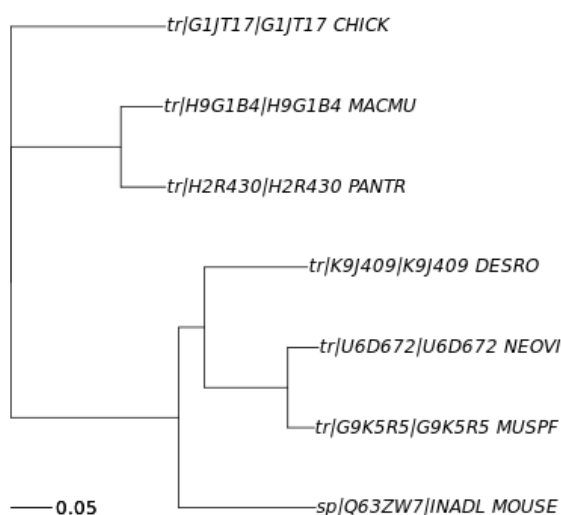 tr|G1JT17|G1JT17 CHICK
tr|H9G1B4|H9G1B4 MACMU
tr|H2R430|H2R430 PANTR
tr|K9J409|K9J409 DESRO
tr|U6D672|U6D672 NEOVI
tr|G9K5R5|G9K5R5 MUSPF
sp|Q63ZW7|INADL MOUSE
0.05